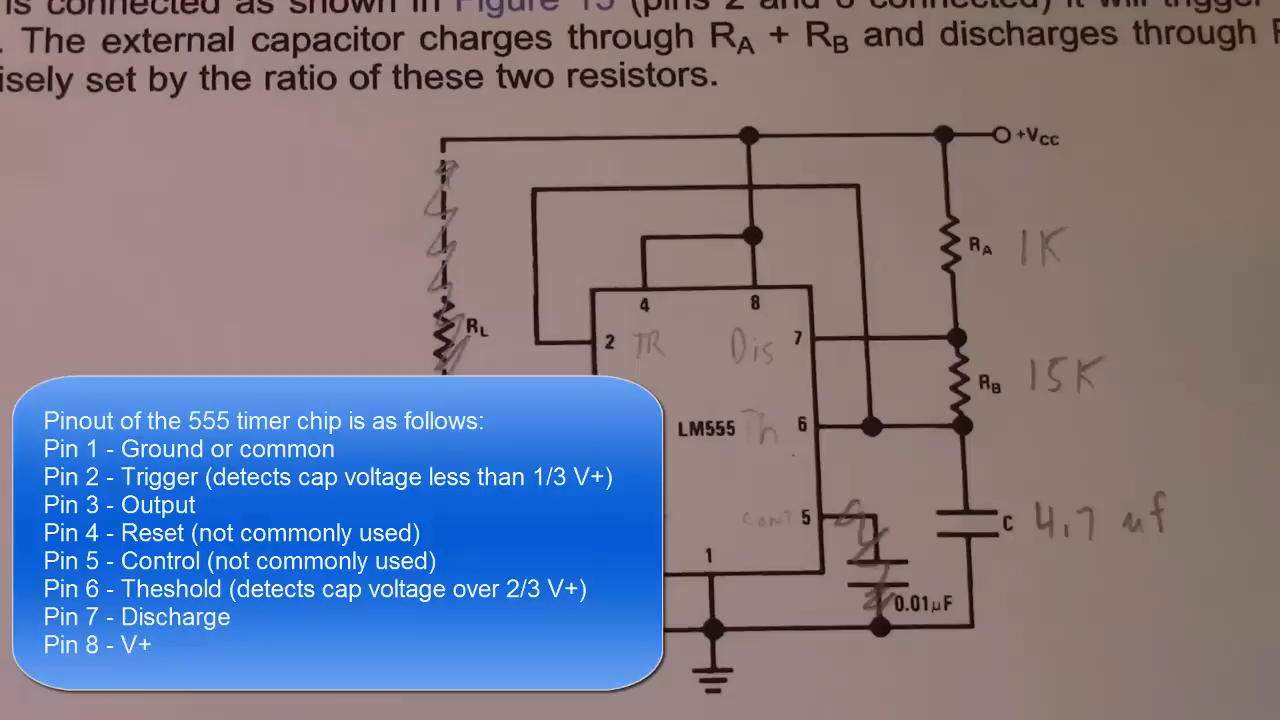 is connected as shown in Figure 15 (pins 2 and 6 connected) it will trigger
. The external capacitor charges through RA + RB and discharges through
isely set by the ratio of these two resistors.
+VCC
RA 1K
4
8
RL
2 TR
Dis 7
RB 15K
LM555
Th 6
CONT 5
C 4.7 uf
1
0.01µF
Pinout of the 555 timer chip is as follows:
Pin 1 - Ground or common
Pin 2 - Trigger (detects cap voltage less than 1/3 V+)
Pin 3 - Output
Pin 4 - Reset (not commonly used)
Pin 5 - Control (not commonly used)
Pin 6 - Theshold (detects cap voltage over 2/3 V+)
Pin 7 - Discharge
Pin 8 - V+